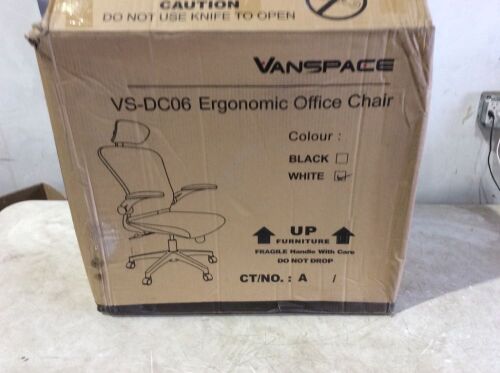 CAUTION
DO NOT USE KNIFE TO OPEN
VANSPACE
VS-DC06 Ergonomic Office Chair
Colour :
BLACK
WHITE
UP
FURNITURE
FRAGILE Handle With Care
DO NOT DROP
CT/NO. : A /